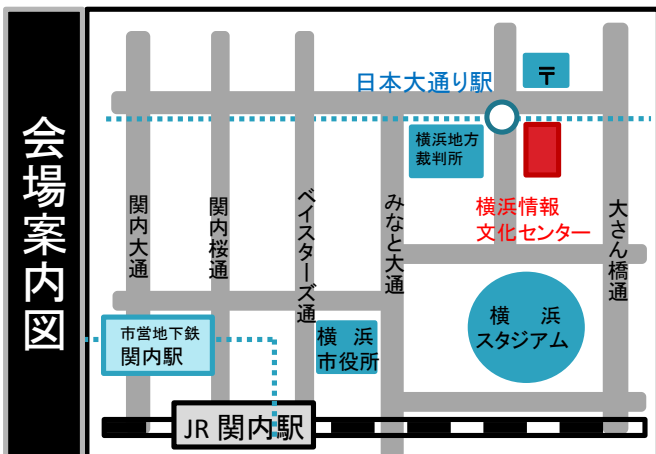 会場案内図
〒
日本大通り駅
横浜地方
裁判所
横浜情報
文化センター
関内大通
関内桜通
ベイスターズ通
みなと大通
大さん橋通
市営地下鉄
関内駅
横 浜
市役所
横 浜
スタジアム
JR 関内駅